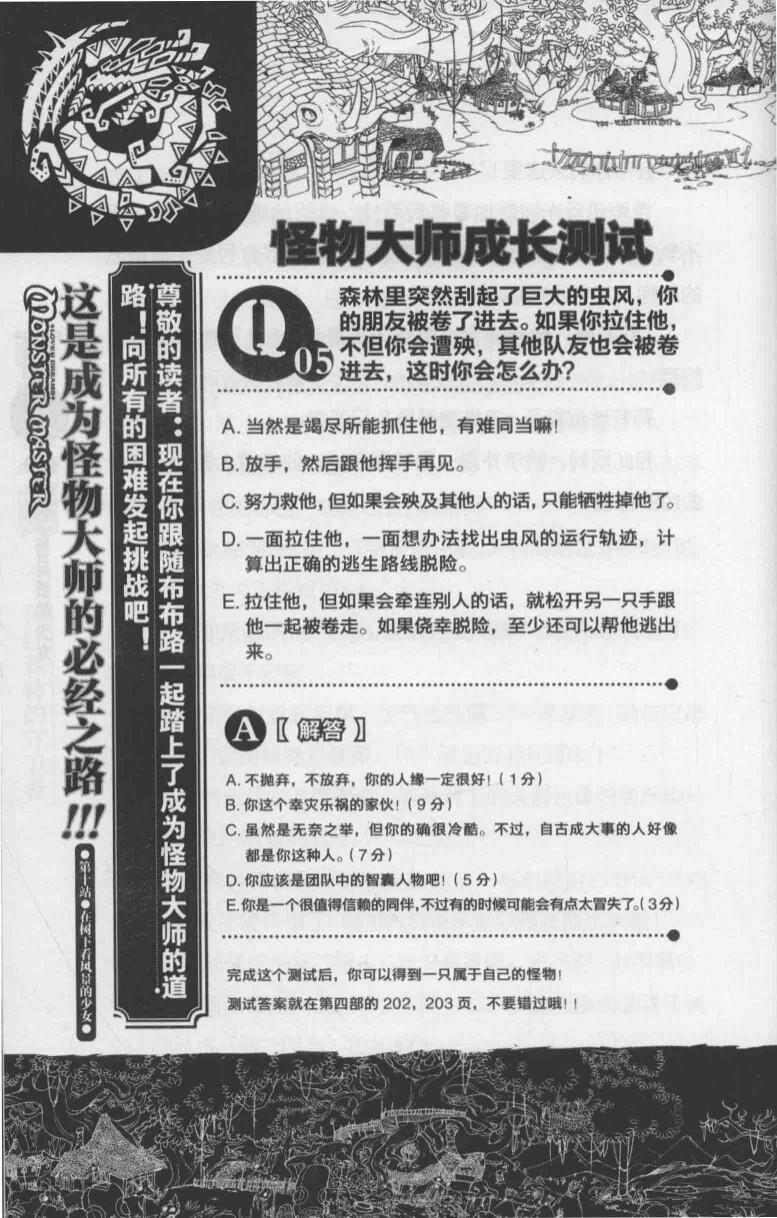 怪物大师成长测试
Q05
森林里突然刮起了巨大的虫风，你
的朋友被卷了进去。如果你拉住他，
不但你会遭殃，其他队友也会被卷
进去，这时你会怎么办？
A. 当然是竭尽所能抓住他，有难同当嘛！
B. 放手，然后跟他挥手再见。
C. 努力救他，但如果会殃及其他人的话，只能牺牲掉他了。
D. 一面拉住他，一面想办法找出虫风的运行轨迹，计
算出正确的逃生路线脱险。
E. 拉住他，但如果会牵连别人的话，就松开另一只手跟
他一起被卷走。如果侥幸脱险，至少还可以帮他逃出
来。
A【解答】
A. 不抛弃，不放弃，你的人缘一定很好！（1分）
B. 你这个幸灾乐祸的家伙！（9分）
C. 虽然是无奈之举，但你的确很冷酷。不过，自古成大事的人好像
都是你这种人。（7分）
D. 你应该是团队中的智囊人物吧！（5分）
E. 你是一个很值得信赖的同伴，不过有的时候可能会有点太冒失了。（3分）
完成这个测试后，你可以得到一只属于自己的怪物！
测试答案就在第四部的202，203页，不要错过哦！！
尊敬的读者：现在你跟随布布路一起踏上了成为怪物大师的道
路！向所有的困难发起挑战吧！
这是成为怪物大师的必经之路!!!
MONSTER MASTER
●第十站●在树下看风景的少女●